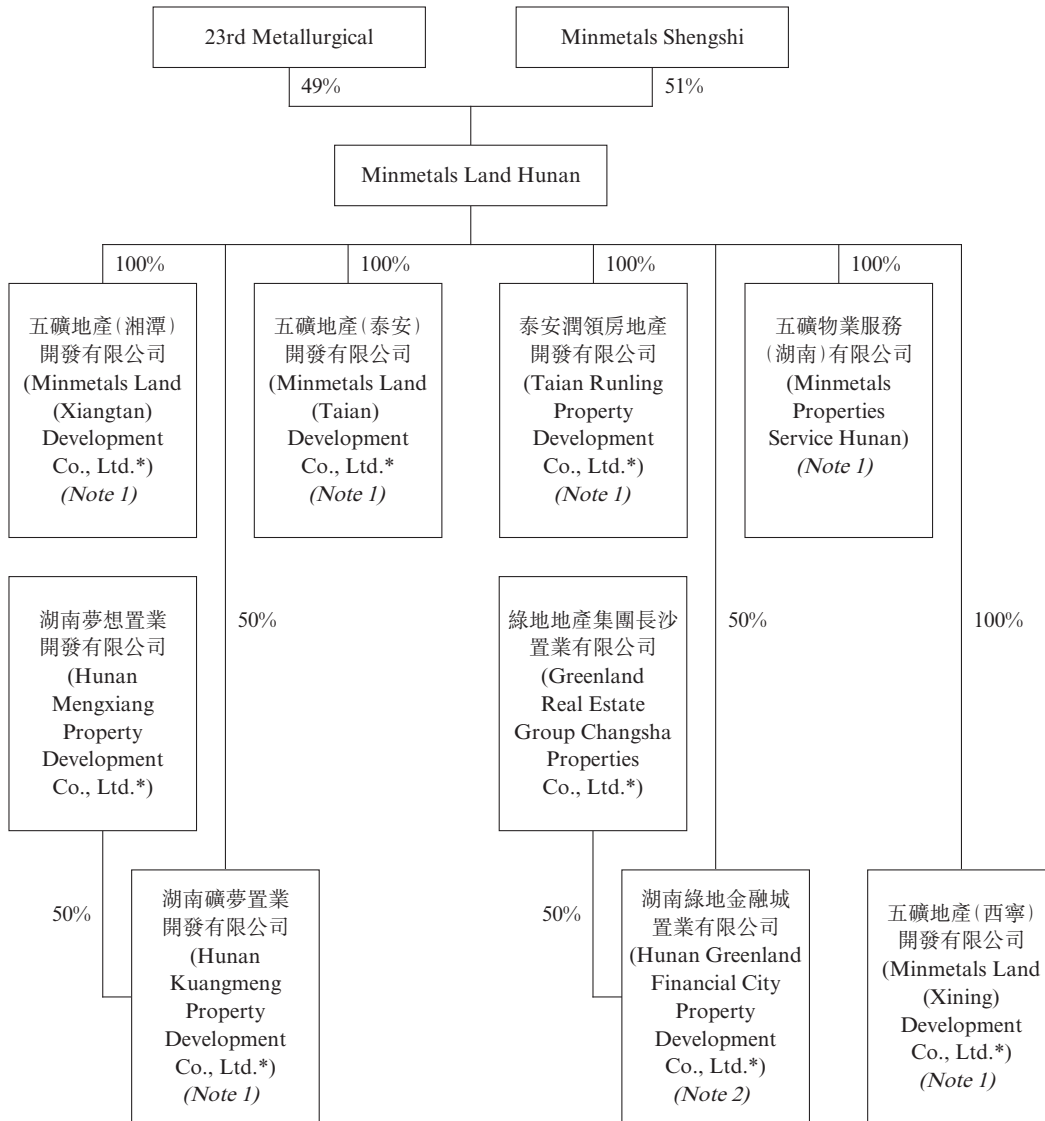 23rd Metallurgical
Minmetals Shengshi
49%
51%
Minmetals Land Hunan
100%
100%
100%
100%
五礦地產(湘潭)
開發有限公司
(Minmetals Land
(Xiangtan)
Development
Co., Ltd.*)
(Note 1)
五礦地產(泰安)
開發有限公司
(Minmetals Land
(Taian)
Development
Co., Ltd.*
(Note 1)
泰安潤領房地產
開發有限公司
(Taian Runling
Property
Development
Co., Ltd.*)
(Note 1)
五礦物業服務
(湖南)有限公司
(Minmetals
Properties
Service Hunan)
(Note 1)
湖南夢想置業
開發有限公司
(Hunan
Mengxiang
Property
Development
Co., Ltd.*)
50%
綠地地產集團長沙
置業有限公司
(Greenland
Real Estate
Group Changsha
Properties
Co., Ltd.*)
50%
100%
50%
湖南礦夢置業
開發有限公司
(Hunan
Kuangmeng
Property
Development
Co., Ltd.*)
(Note 1)
50%
湖南綠地金融城
置業有限公司
(Hunan Greenland
Financial City
Property
Development
Co., Ltd.*)
(Note 2)
五礦地產(西寧)
開發有限公司
(Minmetals Land
(Xining)
Development
Co., Ltd.*)
(Note 1)